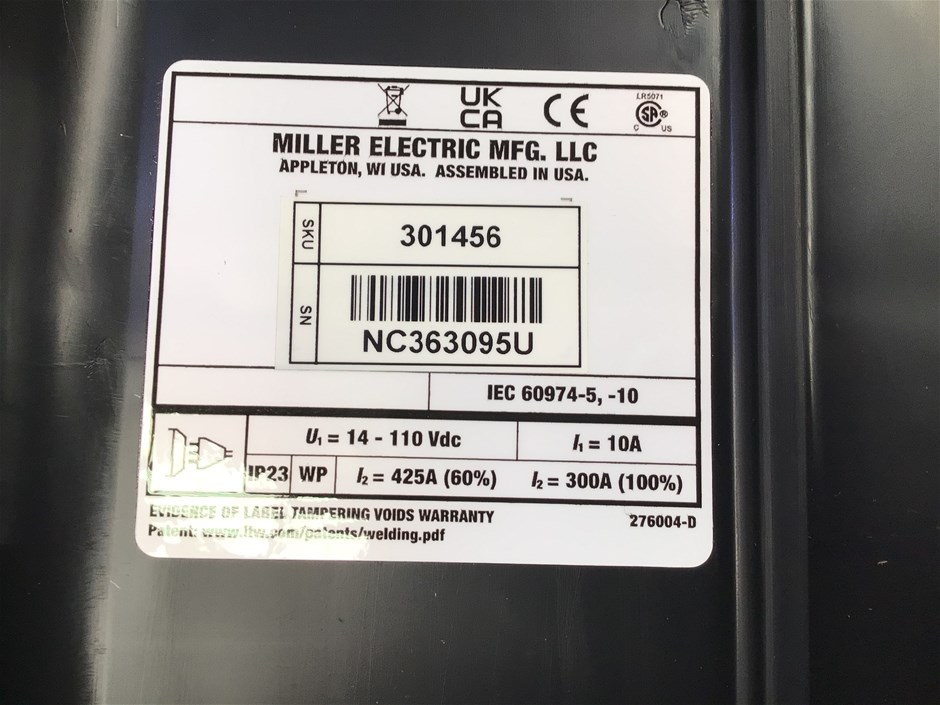 UK
CA
CE
LR5071
SP®
C US
MILLER ELECTRIC MFG. LLC
APPLETON, WI USA. ASSEMBLED IN USA.
SKU
301456
SN
NC363095U
IEC 60974-5, -10
U₁ = 14 - 110 Vdc
I₁ = 10A
IP23
WP
I₂ = 425A (60%)
I₂ = 300A (100%)
EVIDENCE OF LABEL TAMPERING VOIDS WARRANTY
276004-D
Patent: www.itw.com/patents/welding.pdf